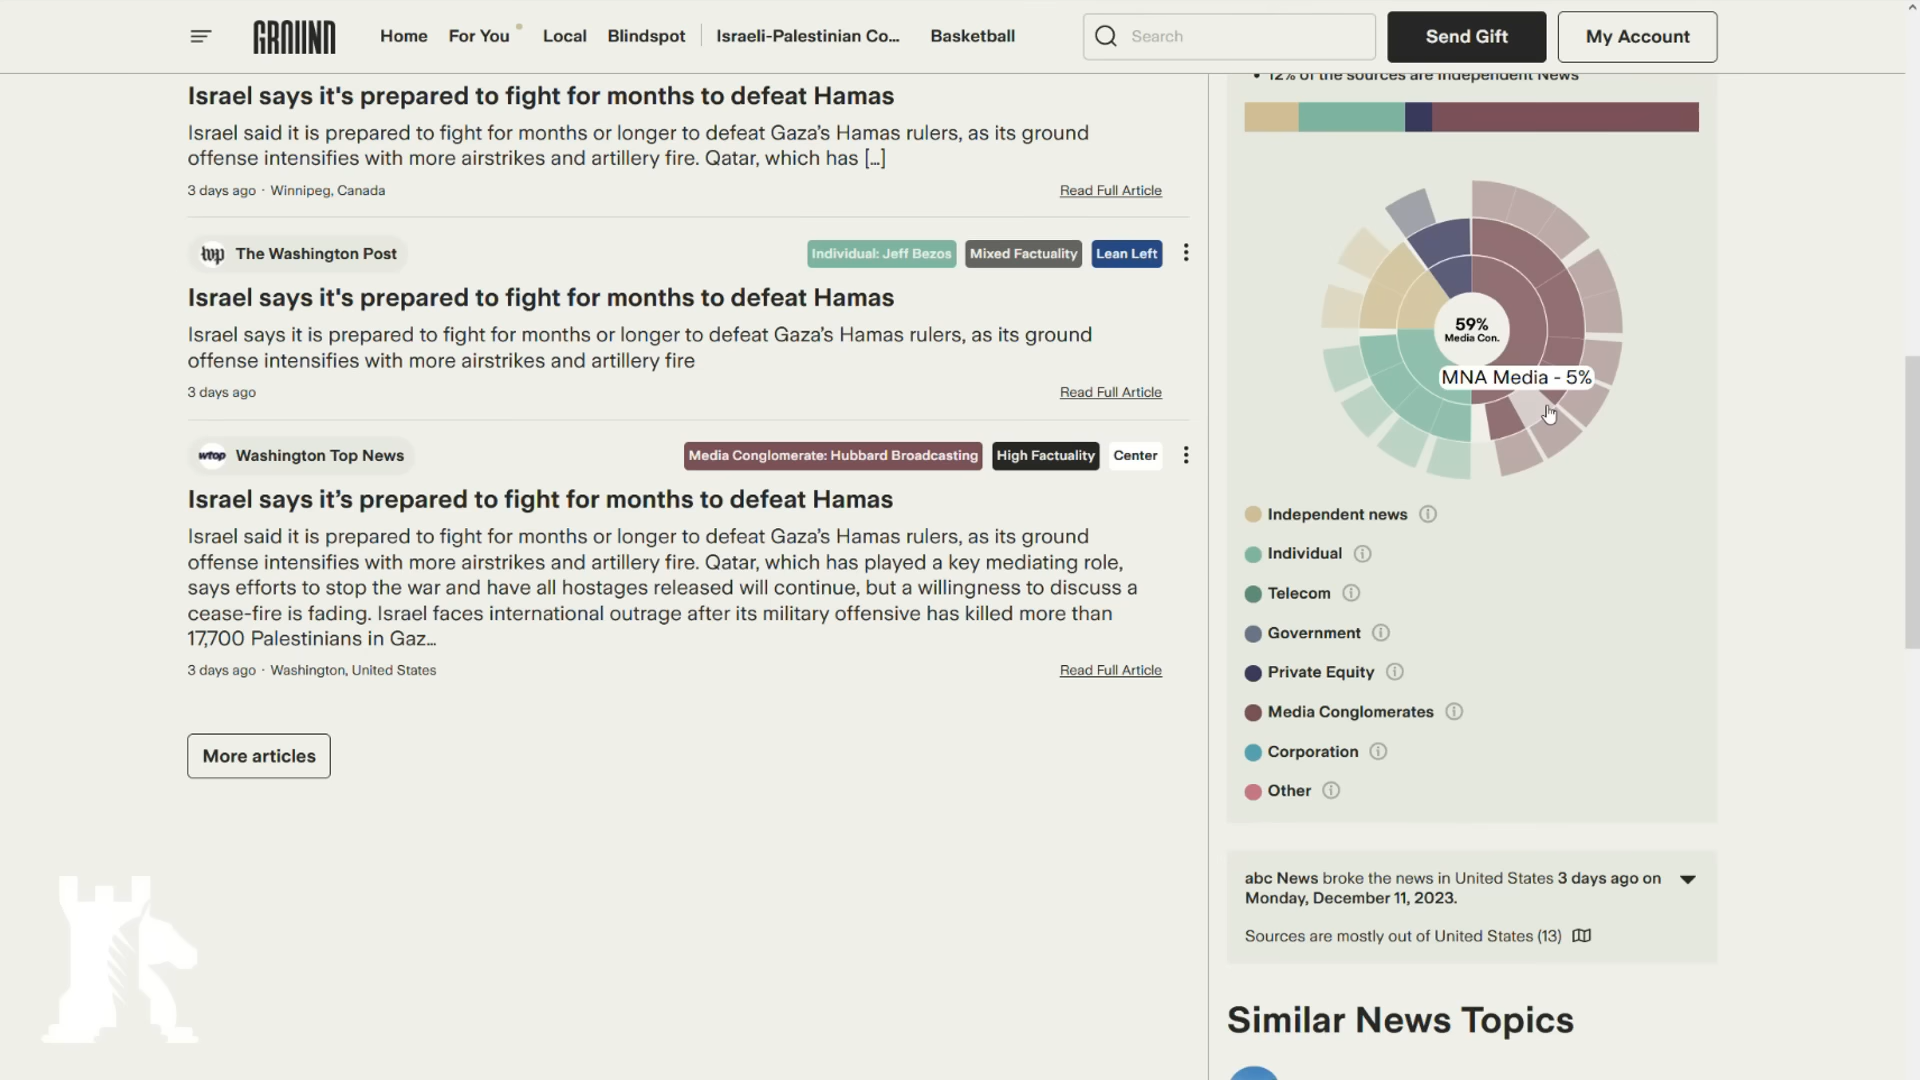 GROUND
Home
For You
Local
Blindspot
Israeli-Palestinian Co...
Basketball
Search
Send Gift
My Account
Israel says it's prepared to fight for months to defeat Hamas
Israel said it is prepared to fight for months or longer to defeat Gaza's Hamas rulers, as its ground
offense intensifies with more airstrikes and artillery fire. Qatar, which has [...]
3 days ago · Winnipeg, Canada
Read Full Article
wp
The Washington Post
Individual: Jeff Bezos
Mixed Factuality
Lean Left
Israel says it's prepared to fight for months to defeat Hamas
Israel says it is prepared to fight for months or longer to defeat Gaza's Hamas rulers, as its ground
offense intensifies with more airstrikes and artillery fire
3 days ago
Read Full Article
wtop
Washington Top News
Media Conglomerate: Hubbard Broadcasting
High Factuality
Center
Israel says it’s prepared to fight for months to defeat Hamas
Israel said it is prepared to fight for months or longer to defeat Gaza’s Hamas rulers, as its ground
offense intensifies with more airstrikes and artillery fire. Qatar, which has played a key mediating role,
says efforts to stop the war and have all hostages released will continue, but a willingness to discuss a
cease-fire is fading. Israel faces international outrage after its military offensive has killed more than
17,700 Palestinians in Gaz...
3 days ago · Washington, United States
Read Full Article
More articles
• 12% of the sources are Independent News
59%
Media Con.
MNA Media - 5%
Independent news
Individual
Telecom
Government
Private Equity
Media Conglomerates
Corporation
Other
abc News broke the news in United States 3 days ago on
Monday, December 11, 2023.
Sources are mostly out of United States (13)
Similar News Topics